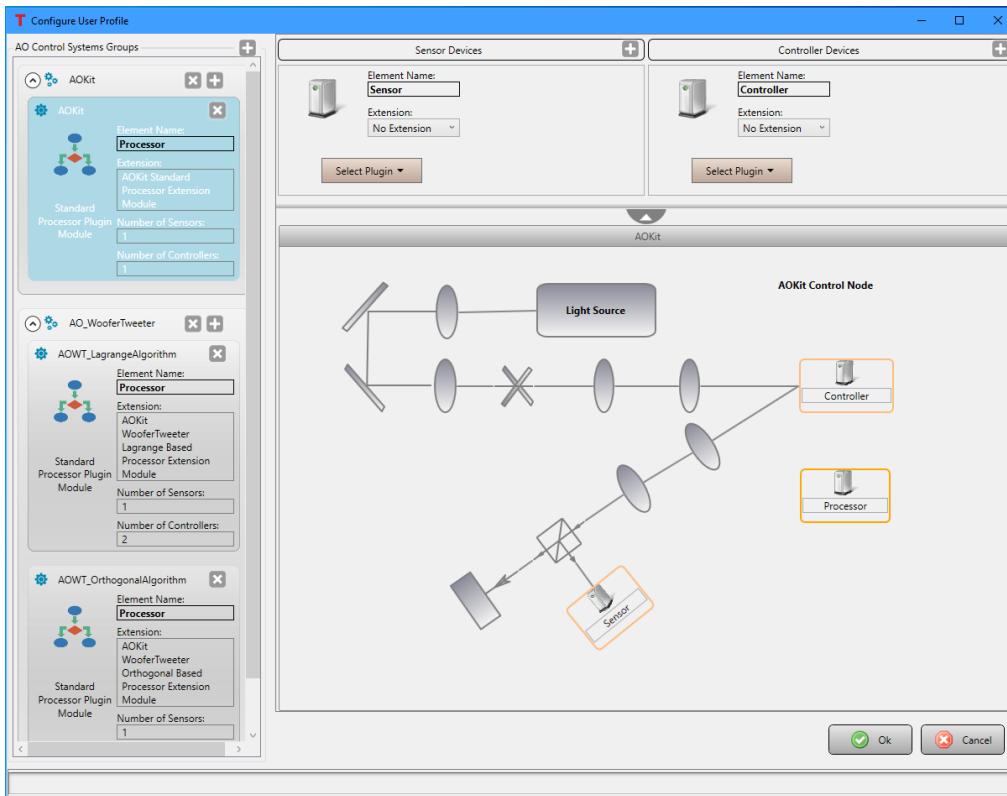 Configure User Profile
AO Control Systems Groups
AOKit
AOKit
Element Name:
Processor
Extension:
AOKit Standard
Processor Extension
Module
Standard
Processor Plugin
Module
Number of Sensors:
1
Number of Controllers:
1
AO_WooferTweeter
AOWT_LagrangeAlgorithm
Element Name:
Processor
Extension:
AOKit
WooferTweeter
Lagrange Based
Processor Extension
Module
Standard
Processor Plugin
Module
Number of Sensors:
1
Number of Controllers:
2
AOWT_OrthogonalAlgorithm
Element Name:
Processor
Extension:
AOKit
WooferTweeter
Orthogonal Based
Processor Extension
Module
Standard
Processor Plugin
Module
Number of Sensors:
1
Sensor Devices
Element Name:
Sensor
Extension:
No Extension
Select Plugin
Controller Devices
Element Name:
Controller
Extension:
No Extension
Select Plugin
AOKit
AOKit Control Node
Light Source
Controller
Processor
Sensor
Ok
Cancel